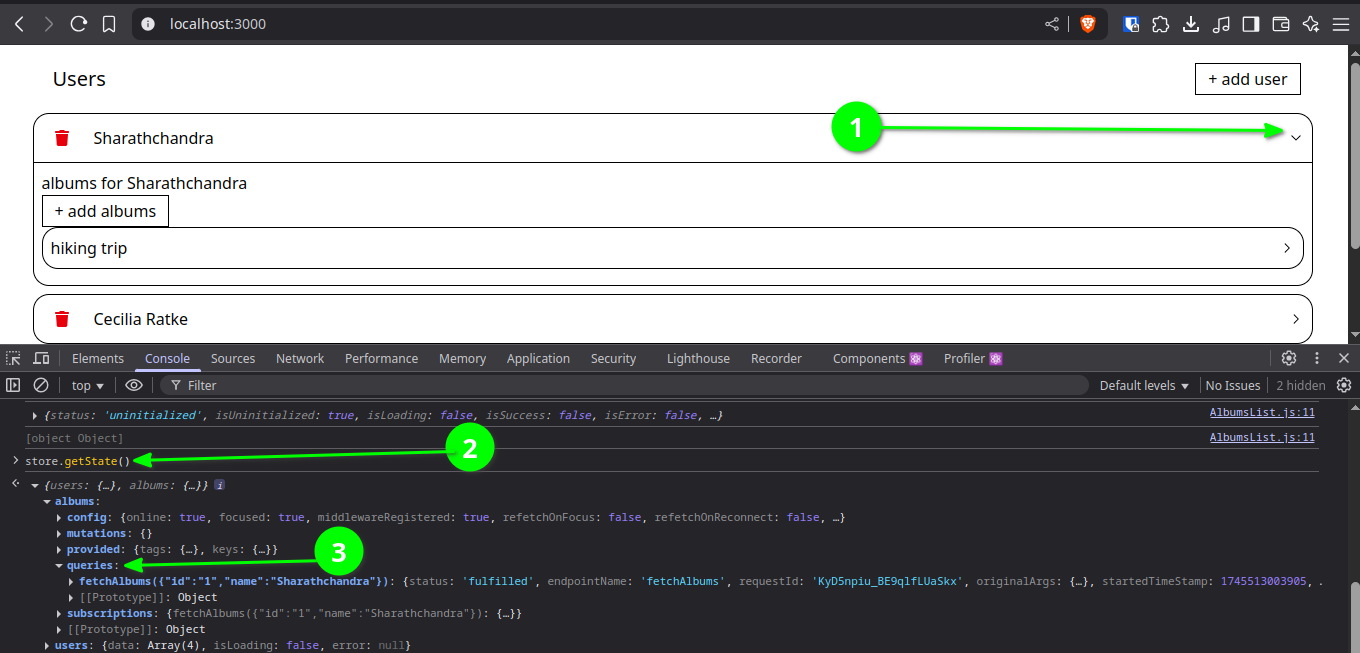 localhost:3000
Users
+ add user
Sharathchandra
1
albums for Sharathchandra
+ add albums
hiking trip
Cecilia Ratke
Elements Console Sources Network Performance Memory Application Security Lighthouse Recorder Components Profiler
top Filter Default levels No Issues 2 hidden
{status: 'uninitialized', isUninitialized: true, isLoading: false, isSuccess: false, isError: false, …} AlbumsList.js:11
[object Object] AlbumsList.js:11
store.getState()
2
{users: {…}, albums: {…}} i
albums:
config: {online: true, focused: true, middlewareRegistered: true, refetchOnFocus: false, refetchOnReconnect: false, …}
mutations: {}
provided: {tags: {…}, keys: {…}}
3
queries:
fetchAlbums({"id":"1","name":"Sharathchandra"}): {status: 'fulfilled', endpointName: 'fetchAlbums', requestId: 'KyD5npiu_BE9qlfLUaSkx', originalArgs: {…}, startedTimeStamp: 1745513003905, .
[[Prototype]]: Object
subscriptions: {fetchAlbums({"id":"1","name":"Sharathchandra"}): {…}}
[[Prototype]]: Object
users: {data: Array(4), isLoading: false, error: null}